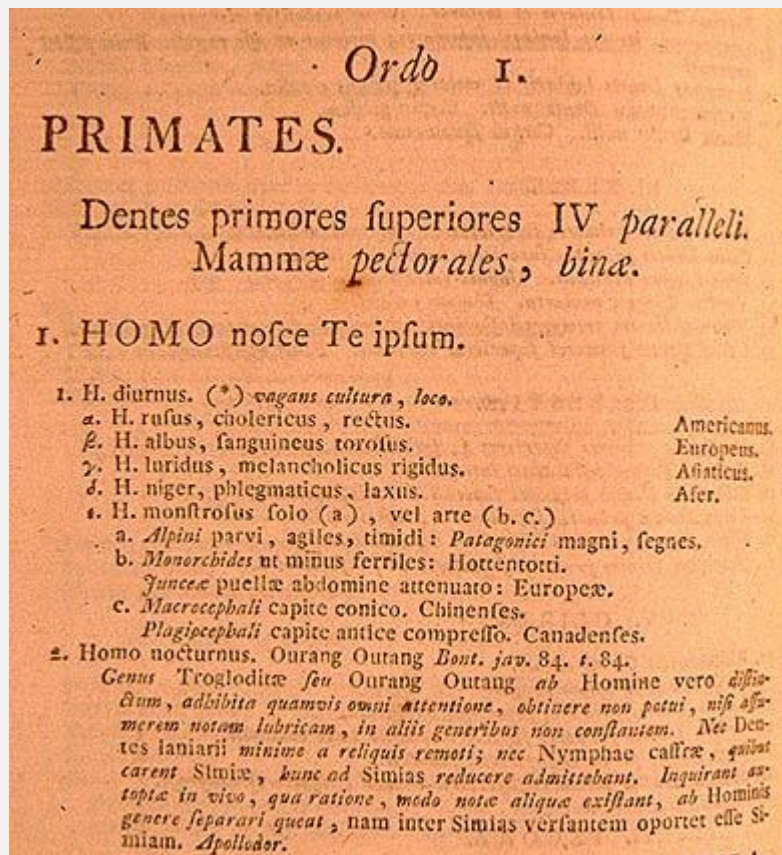 Ordo 1.
PRIMATES.
Dentes primores ſuperiores IV paralleli.
Mammæ pectorales, binæ.
1. HOMO noſce Te ipſum.
1. H. diurnus. (*) vagans cultura, loco.
α. H. rufus, cholericus, rectus. Americanus.
β. H. albus, ſanguineus toroſus. Europeus.
γ. H. luridus, melancholicus rigidus. Aſiaticus.
δ. H. niger, phlegmaticus, laxus. Afer.
ε. H. monſtroſus ſolo (a), vel arte (b. c.)
a. Alpini parvi, agiles, timidi: Patagonici magni, ſegnes.
b. Monorchides ut minus ferriles: Hottentotti.
Junceæ puellæ abdomine attenuato: Europeæ.
c. Macrocephali capite conico. Chinenſes.
Plagiocephali capite antice compreſſo. Canadenſes.
2. Homo nocturnus. Ourang Outang Bont. jav. 84. t. 84.
Genus Trogloditæ ſeu Ourang Outang ab Homine vero diſtin-
ctum, adhibita quamvis omni attentione, obtinere non potui, niſi aſſu-
merem notam lubricam, in aliis generibus non conſtantem. Nec Den-
tes laniarii minime a reliquis remoti; nec Nymphae caffræ, quibus
carent Simiæ, hunc ad Simias reducere admittebant. Inquirant au-
toptæ in vivo, qua ratione, modo notæ aliquæ exiſtant, ab Hominis
genere ſeparari queat, nam inter Simias verſantem oportet eſſe Si-
miam. Apollodor.